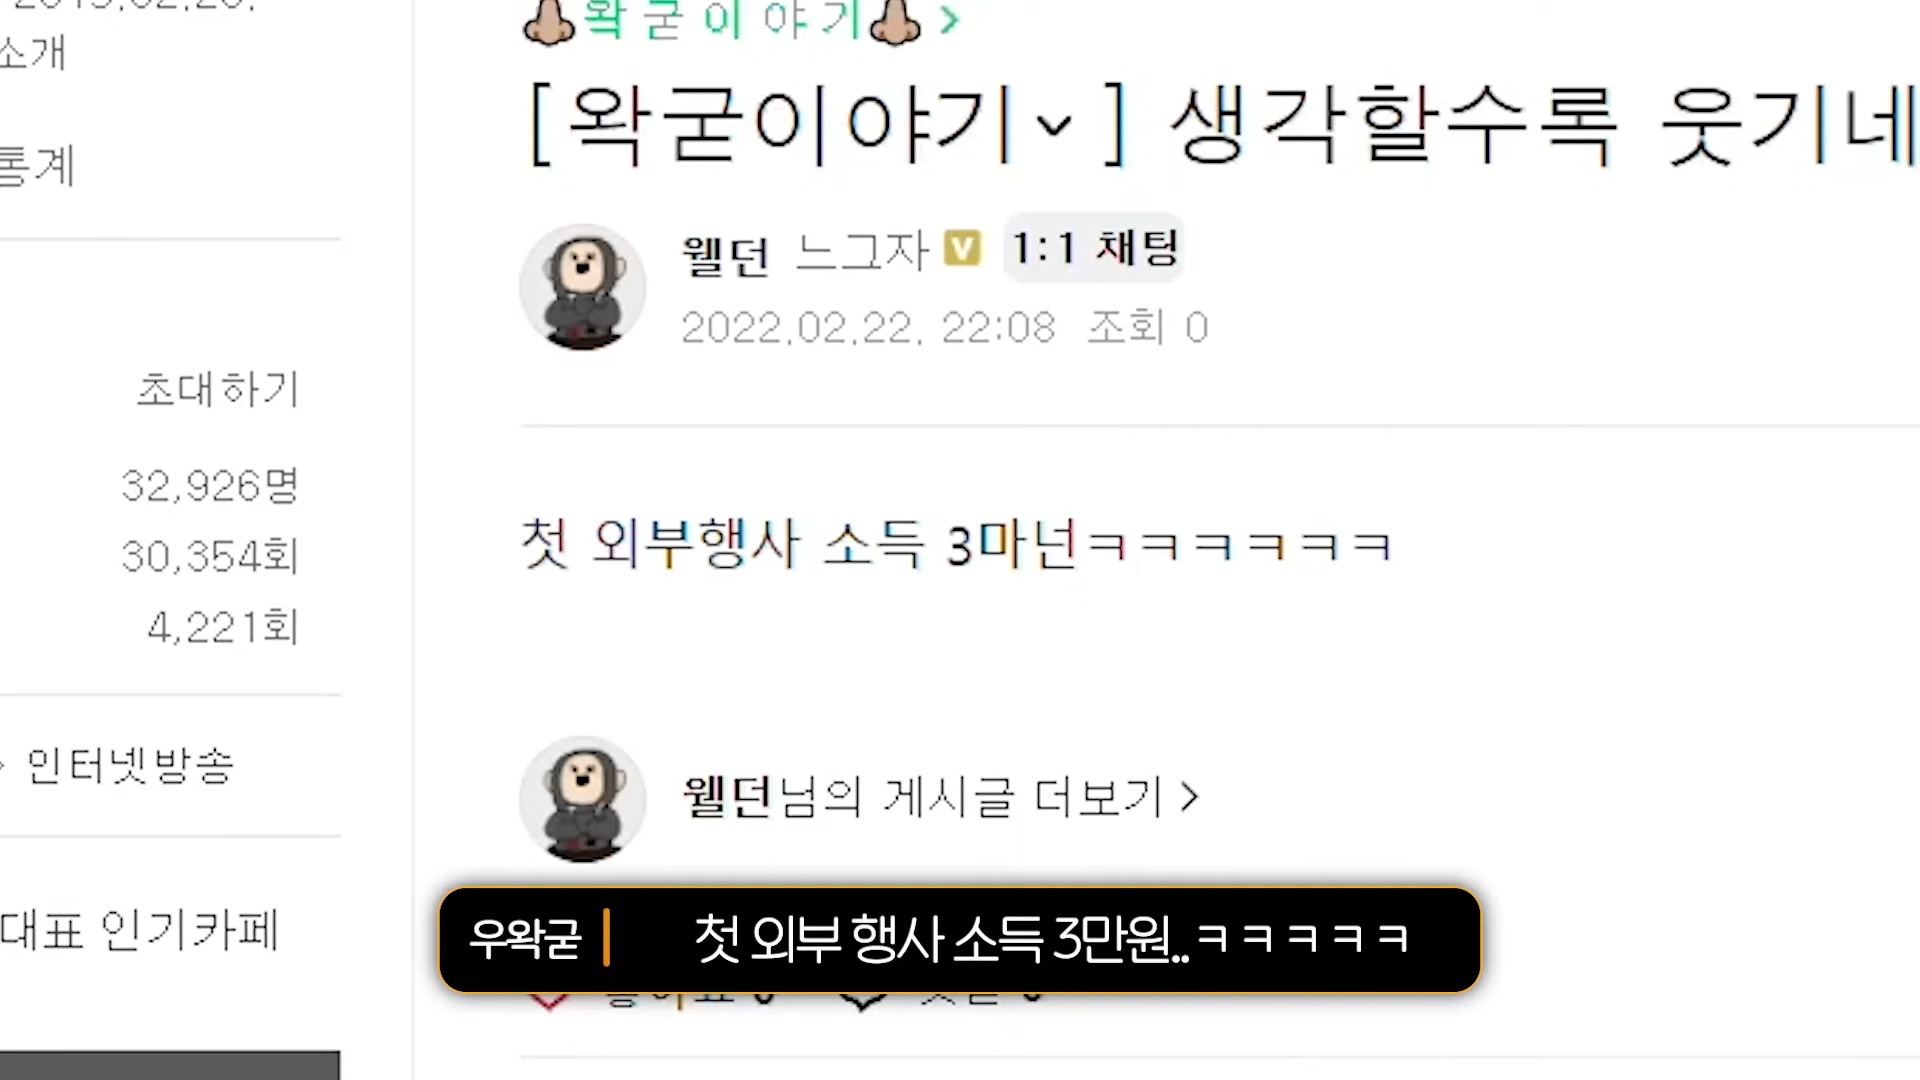 소개
통계
초대하기
32,926명
30,354회
4,221회
인터넷방송
대표 인기카페
왁 굳 이 야 기 >
[왁굳이야기ˇ] 생각할수록 웃기네
웰던 느그자 V 1:1 채팅
2022.02.22. 22:08 조회 0
첫 외부행사 소득 3마넌ㅋㅋㅋㅋㅋㅋ
웰던님의 게시글 더보기 >
우왁굳 첫 외부 행사 소득 3만원..ㅋㅋㅋㅋㅋ